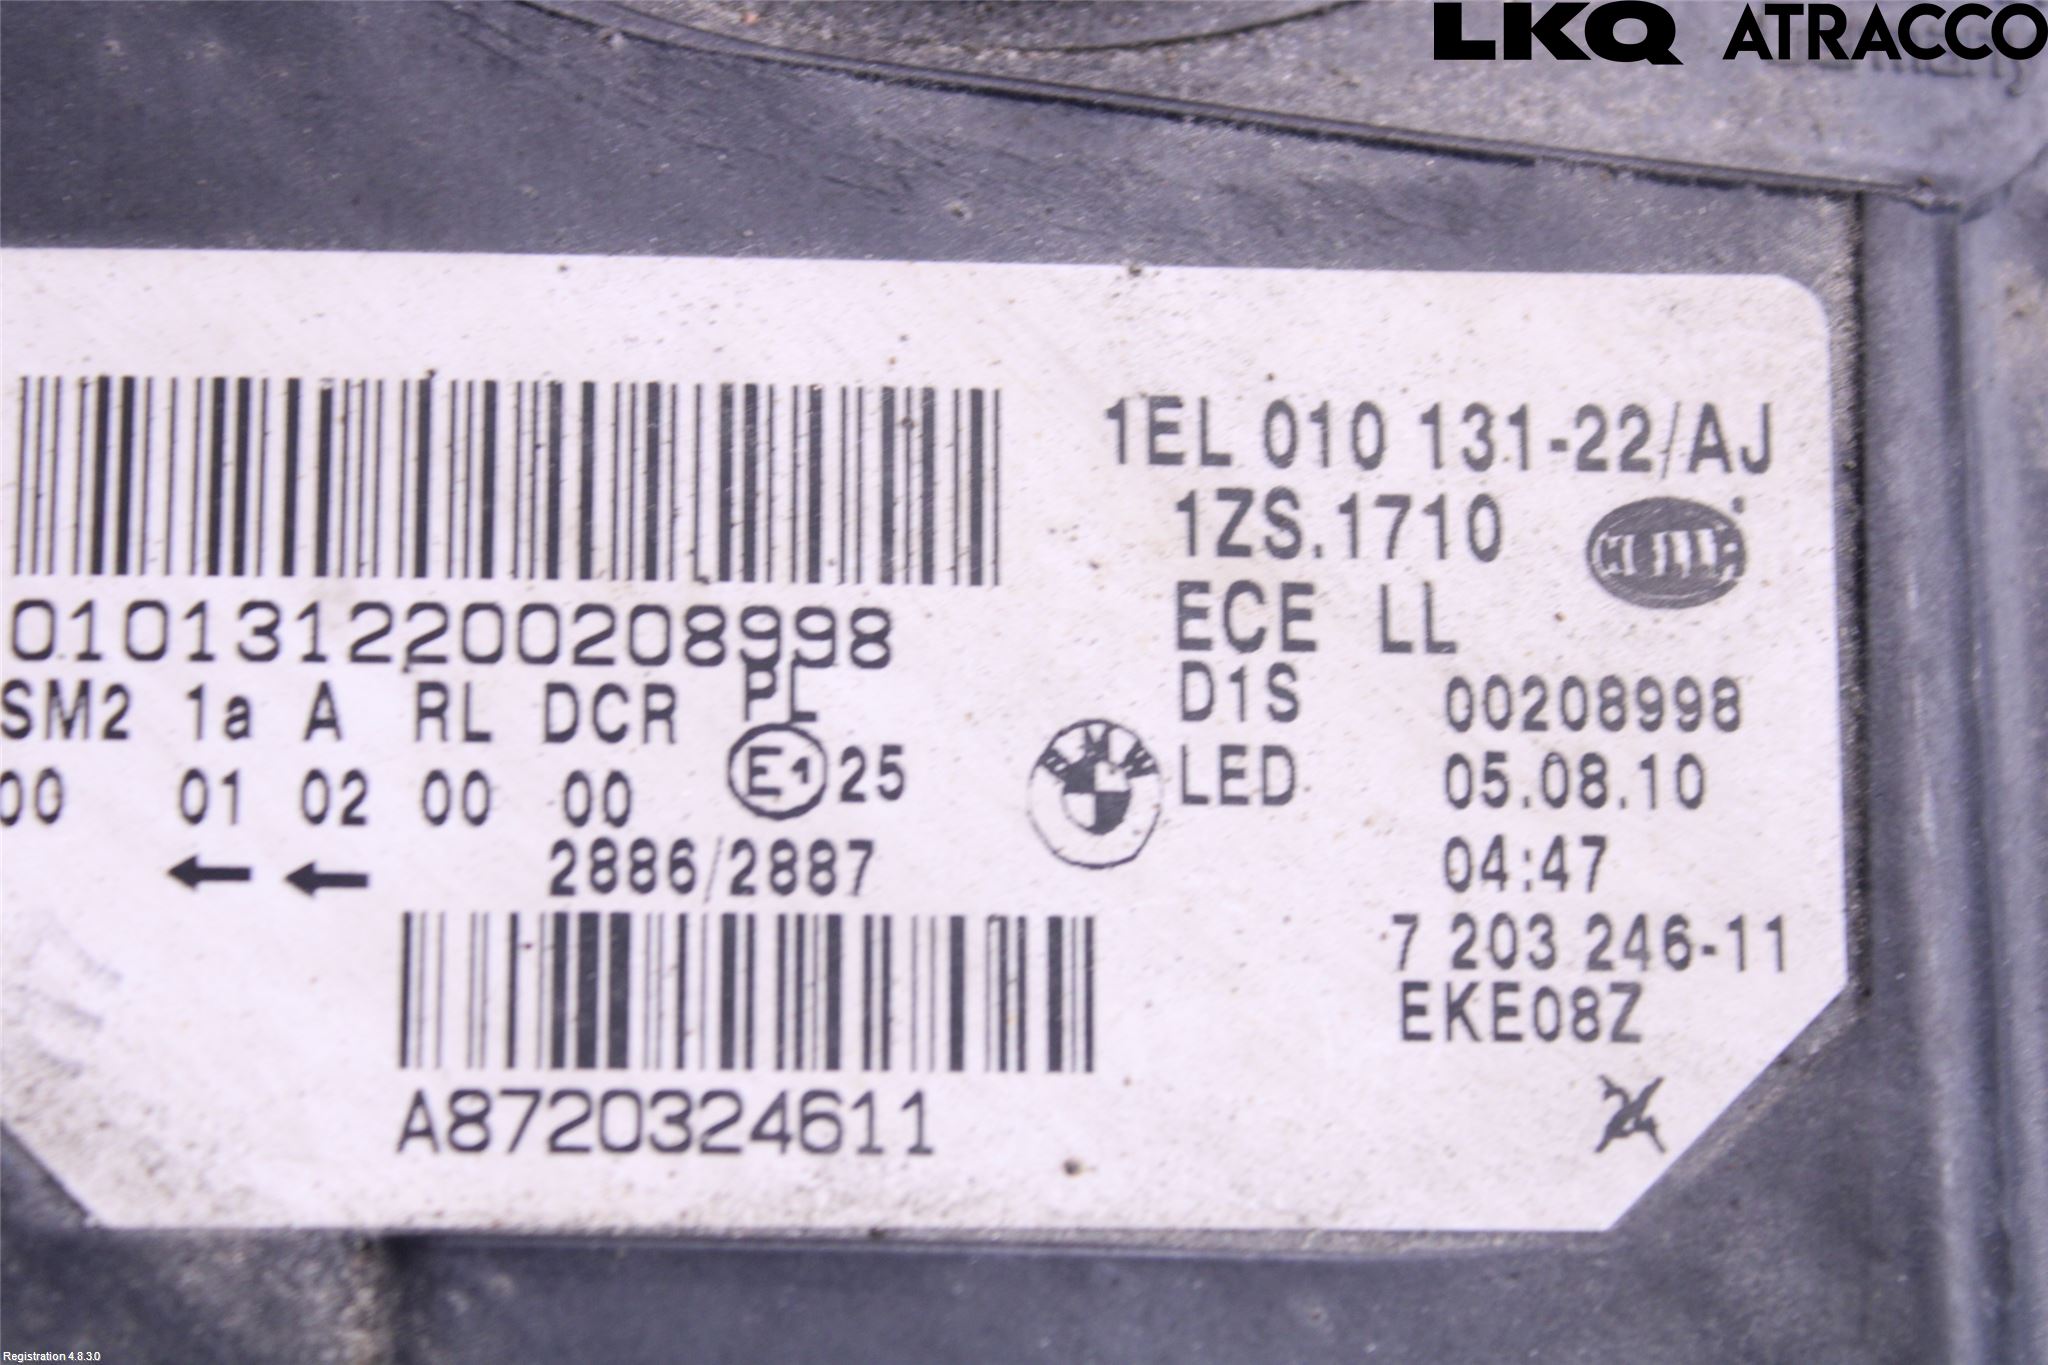 LKQ ATRACCO
1EL 010 131-22/AJ
1ZS.1710
HELLA
ECE LL
0101312200208998
SM2 1a A RL DCR PL
D1S 00208998
E1 25
BMW
LED 05.08.10
00 01 02 00 00
2886/2887
04:47
7 203 246-11
EKE08Z
A8720324611
Registration 4.8.3.0